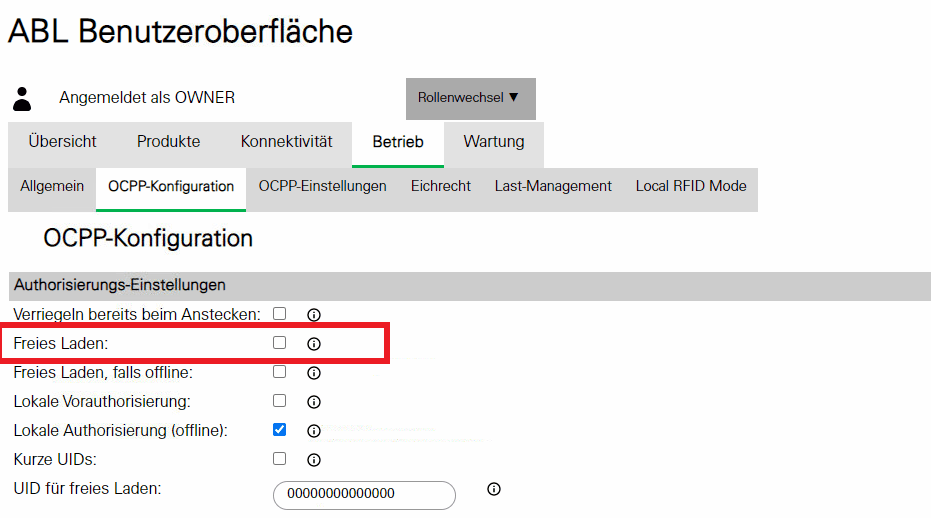 ABL Benutzeroberfläche
Angemeldet als OWNER
Rollenwechsel ▼
Übersicht Produkte Konnektivität Betrieb Wartung
Allgemein OCPP-Konfiguration OCPP-Einstellungen Eichrecht Last-Management Local RFID Mode
OCPP-Konfiguration
Authorisierungs-Einstellungen
Verriegeln bereits beim Anstecken:
Freies Laden:
Freies Laden, falls offline:
Lokale Vorauthorisierung:
Lokale Authorisierung (offline):
Kurze UIDs:
UID für freies Laden: 00000000000000